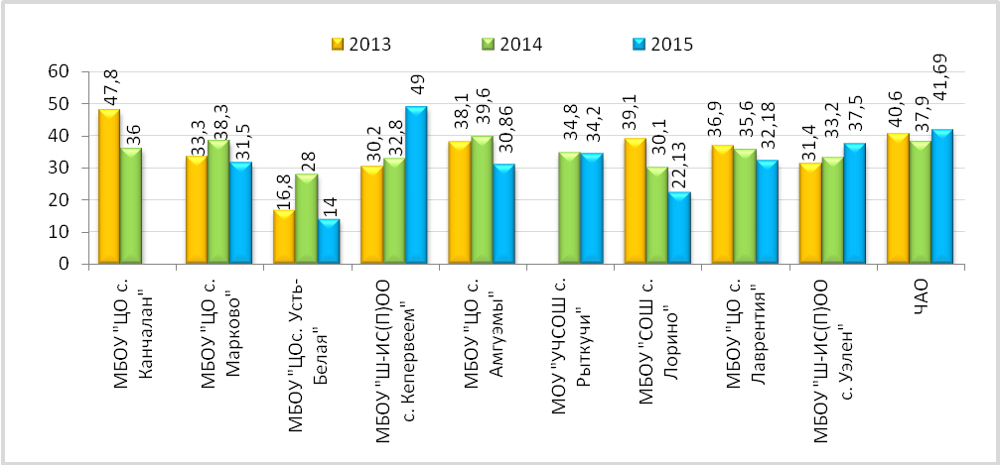 2013 2014 2015
60
50
40
30
20
10
0
47,8 36
33,3 38,3 31,5
16,8 28 14
30,2 32,8 49
38,1 39,6 30,86
34,8 34,2
39,1 30,1 22,13
36,9 35,6 32,18
31,4 33,2 37,5
40,6 37,9 41,69
МБОУ "ЦО с.
Канчалан"
МБОУ "ЦО с.
Марково"
МБОУ "ЦОс. Усть-
Белая"
МБОУ "Ш-ИС(П)ОО
с. Кепервеем"
МБОУ "ЦО с.
Амгуэмы"
МОУ "УЧСОШ с.
Рыткучи"
МБОУ "СОШ с.
Лорино'
МБОУ "ЦО с.
Лаврентия"
МБОУ "Ш-ИС(П)ОО
с. Уэлен"
ЧАО